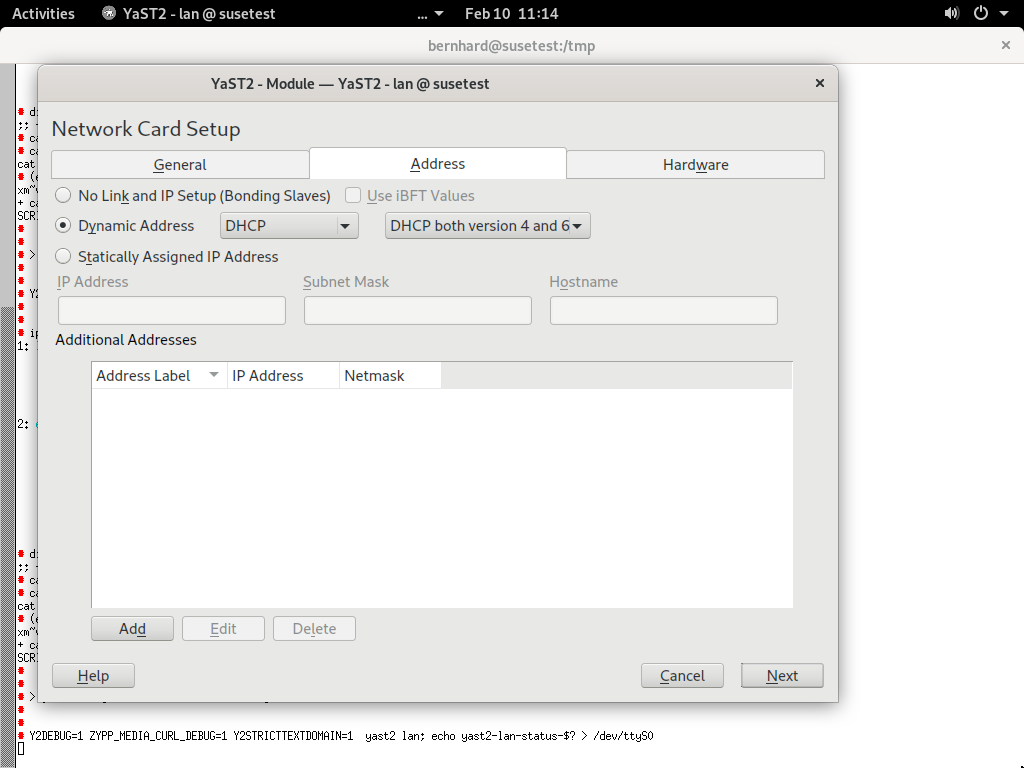 Activities YaST2 - lan @ susetest ... Feb 10 11:14
bernhard@susetest:/tmp
YaST2 - Module — YaST2 - lan @ susetest
Network Card Setup
General Address Hardware
No Link and IP Setup (Bonding Slaves) Use iBFT Values
Dynamic Address DHCP DHCP both version 4 and 6
Statically Assigned IP Address
IP Address Subnet Mask Hostname
Additional Addresses
Address Label IP Address Netmask
Add Edit Delete
Help Cancel Next
# Y2DEBUG=1 ZYPP_MEDIA_CURL_DEBUG=1 Y2STRICTTEXTDOMAIN=1 yast2 lan; echo yast2-lan-status-$? > /dev/ttyS0